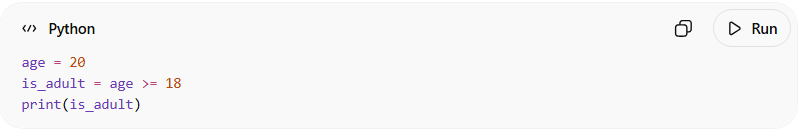 Python
Run
age = 20
is_adult = age >= 18
print(is_adult)